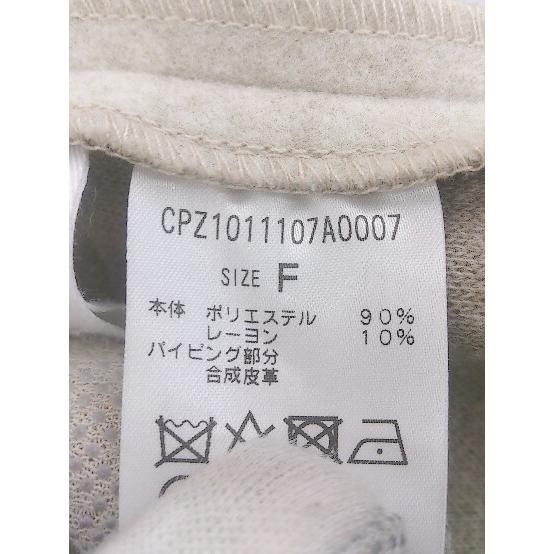 CPZ1011107A0007
SIZE F
本体 ポリエステル 90%
レーヨン 10%
パイピング部分
合成皮革